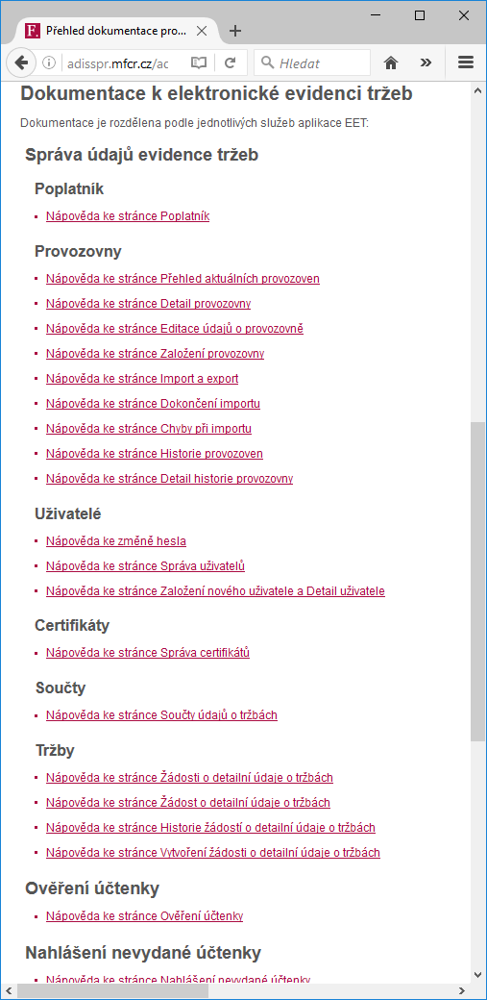 F. Přehled dokumentace pro...
adisspr.mfcr.cz/ac
Hledat
Dokumentace k elektronické evidenci tržeb
Dokumentace je rozdělena podle jednotlivých služeb aplikace EET:
Správa údajů evidence tržeb
Poplatník
Nápověda ke stránce Poplatník
Provozovny
Nápověda ke stránce Přehled aktuálních provozoven
Nápověda ke stránce Detail provozovny
Nápověda ke stránce Editace údajů o provozovně
Nápověda ke stránce Založení provozovny
Nápověda ke stránce Import a export
Nápověda ke stránce Dokončení importu
Nápověda ke stránce Chyby při importu
Nápověda ke stránce Historie provozoven
Nápověda ke stránce Detail historie provozovny
Uživatelé
Nápověda ke změně hesla
Nápověda ke stránce Správa uživatelů
Nápověda ke stránce Založení nového uživatele a Detail uživatele
Certifikáty
Nápověda ke stránce Správa certifikátů
Součty
Nápověda ke stránce Součty údajů o tržbách
Tržby
Nápověda ke stránce Žádosti o detailní údaje o tržbách
Nápověda ke stránce Žádost o detailní údaje o tržbách
Nápověda ke stránce Historie žádostí o detailní údaje o tržbách
Nápověda ke stránce Vytvoření žádosti o detailní údaje o tržbách
Ověření účtenky
Nápověda ke stránce Ověření účtenky
Nahlášení nevydané účtenky
Nápověda ke stránce Nahlášení nevydané účtenky